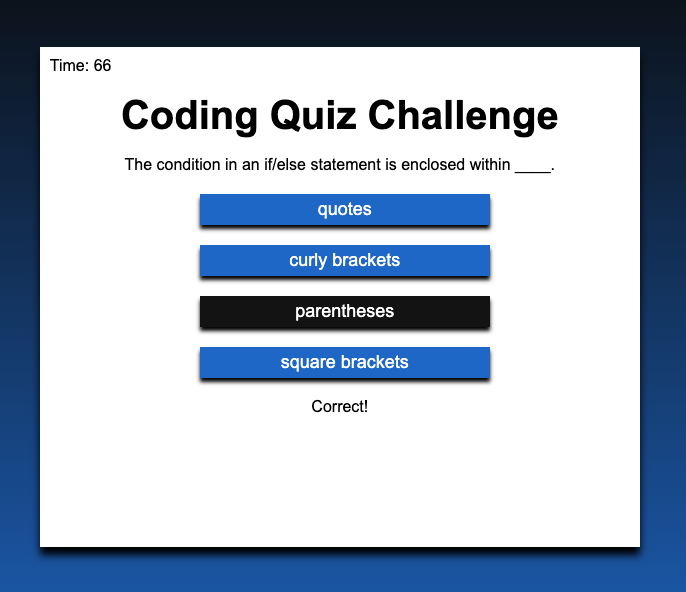 Time: 66
Coding Quiz Challenge
The condition in an if/else statement is enclosed within ____.
quotes
curly brackets
parentheses
square brackets
Correct!